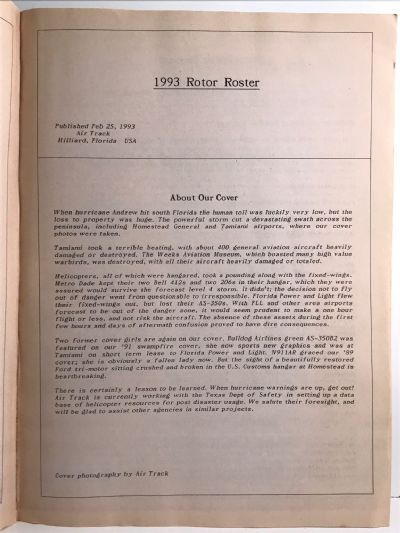 1993 Rotor Roster
Published Feb 25, 1993
Air Track
Hilliard, Florida USA
About Our Cover
When hurricane Andrew hit south Florida the human toll was luckily very low, but the
loss to property was huge. The powerful storm cut a devastating swath across the
peninsula, including Homestead General and Tamiami airports, where our cover
photos were taken.
Tamiami took a terrible beating, with about 400 general aviation aircraft heavily
damaged or destroyed. The Weeks Aviation Museum, which boasted many high value
warbirds, was destroyed, with all their aircraft heavily damaged or totaled.
Helicopters, all of which were hangared, took a pounding along with the fixed-wings.
Metro Dade kept their two Bell 412s and two 206s in their hangar, which they were
assured would survive the forecast level 4 storm. It didn't; the decision not to fly
out of danger went from questionable to irresponsible. Florida Power and Light flew
their fixed-wings out, but lost their AS-350s. With FLL and other area airports
forecast to be out of the danger zone, it would seem prudent to make a one hour
flight or less, and not risk the aircraft. The absence of these assets during the first
few hours and days of aftermath confusion proved to have dire consequences.
Two former cover girls are again on our cover. Bulldog Airlines green AS-350B2 was
featured on our '91 swampfire cover, she now sports new graphics and was at
Tamiami on short term lease to Florida Power and Light. N911AR graced our '89
cover; she is obviously a fallen lady now. But the sight of a beautifully restored
Ford tri-motor sitting crushed and broken in the U.S. Customs hangar at Homestead is
heartbreaking.
There is certainly a lesson to be learned. When hurricane warnings are up, get out!
Air Track is currently working with the Texas Dept of Safety in setting up a data
base of helicopter resources for post disaster usage. We salute their foresight, and
will be glad to assist other agencies in similar projects.
Cover photography by Air Track